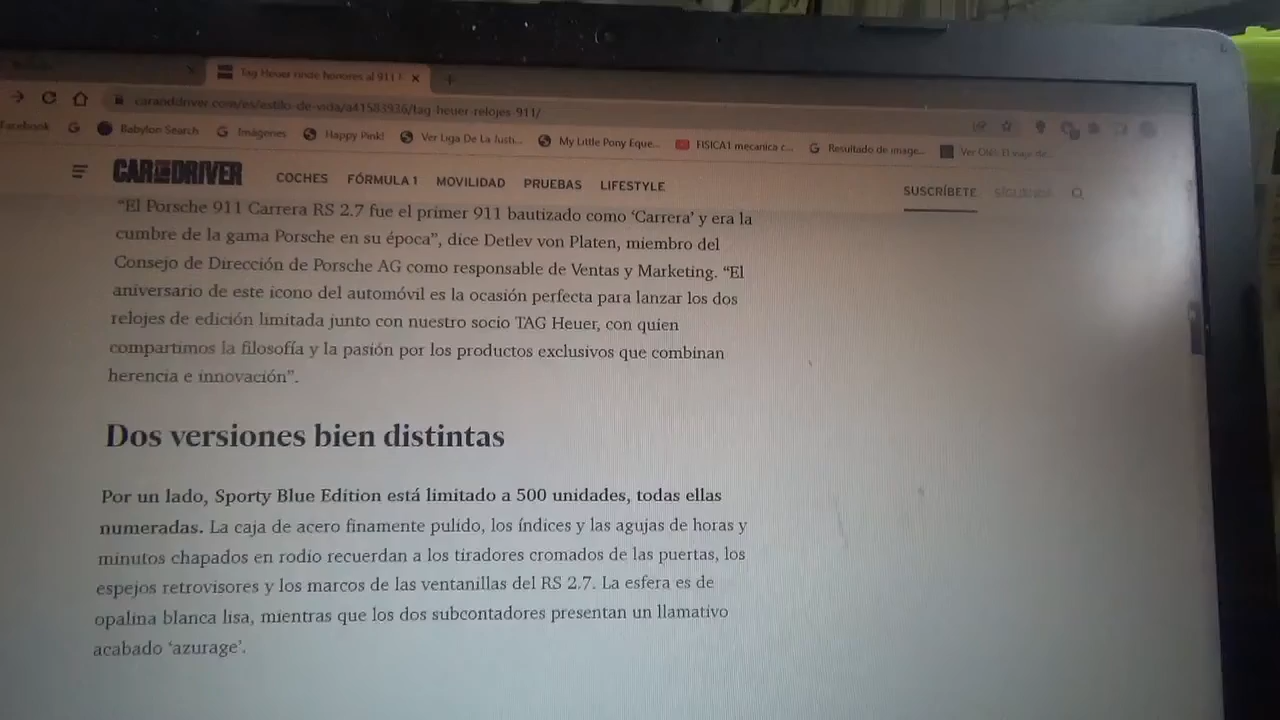 Tag Heuer rinde honores al 911
caranddriver.com/es/estilo-de-vida/a41583936/tag-heuer-relojes-911/
Facebook Babylon Search Imágenes Happy Pink! Ver Liga De La Justi... My Little Pony Eque... FISICA1 mecanica c... Resultado de image...
CAR AND DRIVER COCHES FÓRMULA 1 MOVILIDAD PRUEBAS LIFESTYLE SUSCRÍBETE
“El Porsche 911 Carrera RS 2.7 fue el primer 911 bautizado como ‘Carrera’ y era la
cumbre de la gama Porsche en su época”, dice Detlev von Platen, miembro del
Consejo de Dirección de Porsche AG como responsable de Ventas y Marketing. “El
aniversario de este icono del automóvil es la ocasión perfecta para lanzar los dos
relojes de edición limitada junto con nuestro socio TAG Heuer, con quien
compartimos la filosofía y la pasión por los productos exclusivos que combinan
herencia e innovación”.
Dos versiones bien distintas
Por un lado, Sporty Blue Edition está limitado a 500 unidades, todas ellas
numeradas. La caja de acero finamente pulido, los índices y las agujas de horas y
minutos chapados en rodio recuerdan a los tiradores cromados de las puertas, los
espejos retrovisores y los marcos de las ventanillas del RS 2.7. La esfera es de
opalina blanca lisa, mientras que los dos subcontadores presentan un llamativo
acabado ‘azurage’.